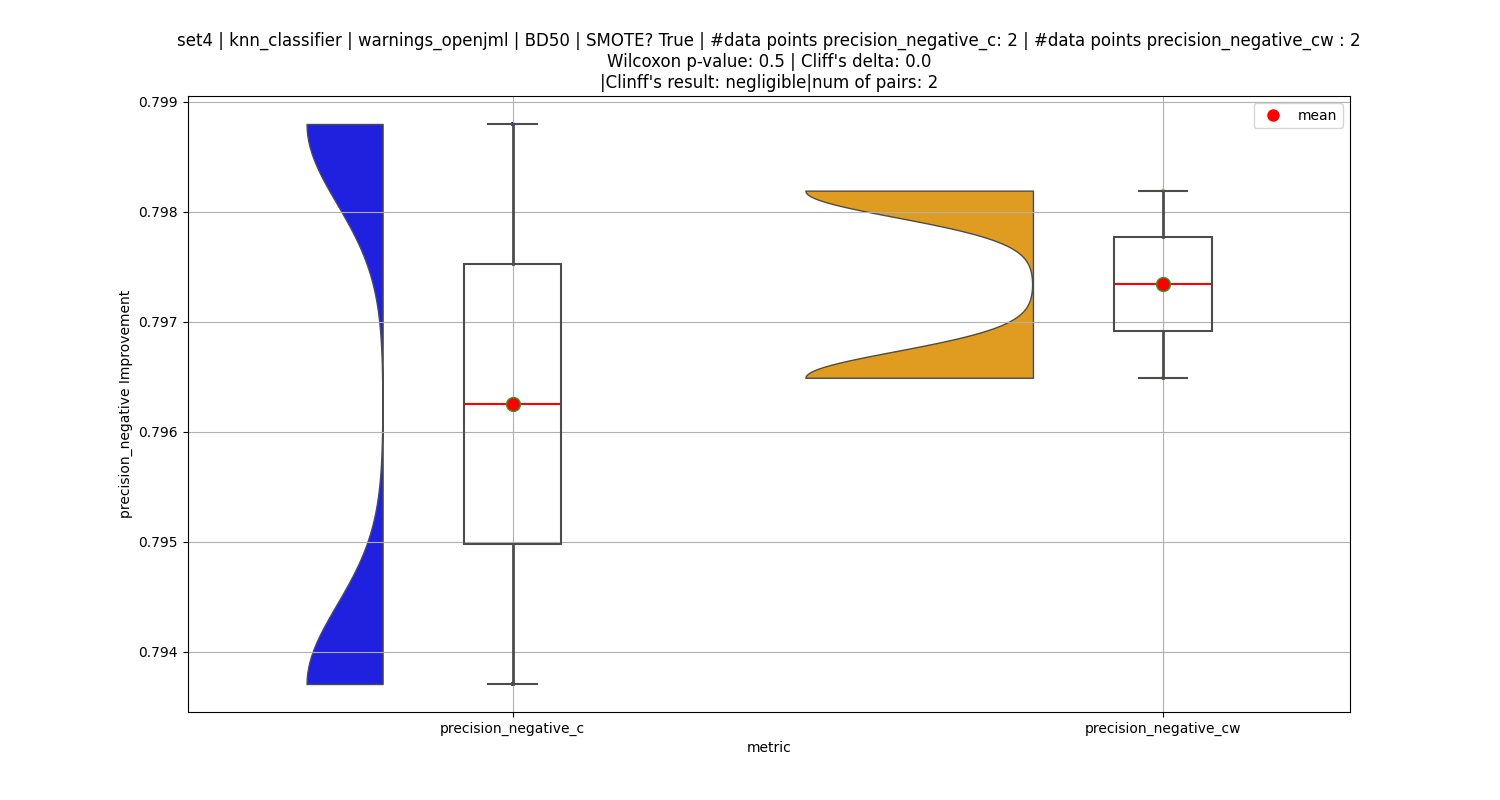 set4 | knn_classifier | warnings_openjml | BD50 | SMOTE? True | #data points precision_negative_c: 2 | #data points precision_negative_cw : 2
Wilcoxon p-value: 0.5 | Cliff's delta: 0.0
|Clinff's result: negligible|num of pairs: 2
mean
0.799
0.798
0.797
0.796
0.795
0.794
precision_negative Improvement
precision_negative_c
precision_negative_cw
metric